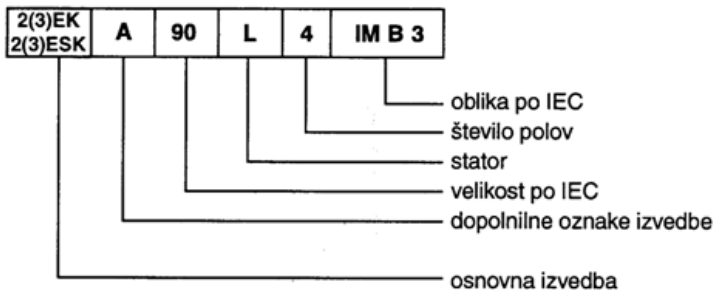 2(3)EK
2(3)ESK A 90 L 4 IM B 3
oblika po IEC
število polov
stator
velikost po IEC
dopolnilne oznake izvedbe
osnovna izvedba